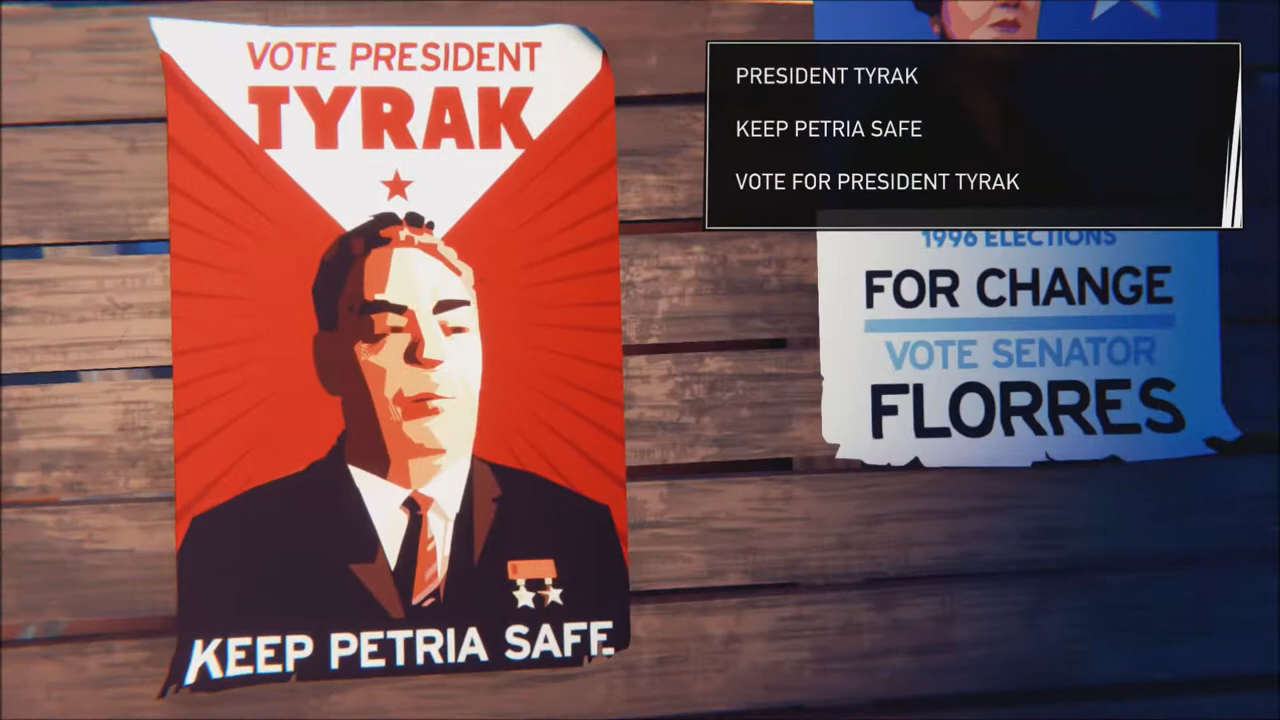 VOTE PRESIDENT
TYRAK
KEEP PETRIA SAFE
PRESIDENT TYRAK
KEEP PETRIA SAFE
VOTE FOR PRESIDENT TYRAK
1996 ELECTIONS
FOR CHANGE
VOTE SENATOR
FLORRES